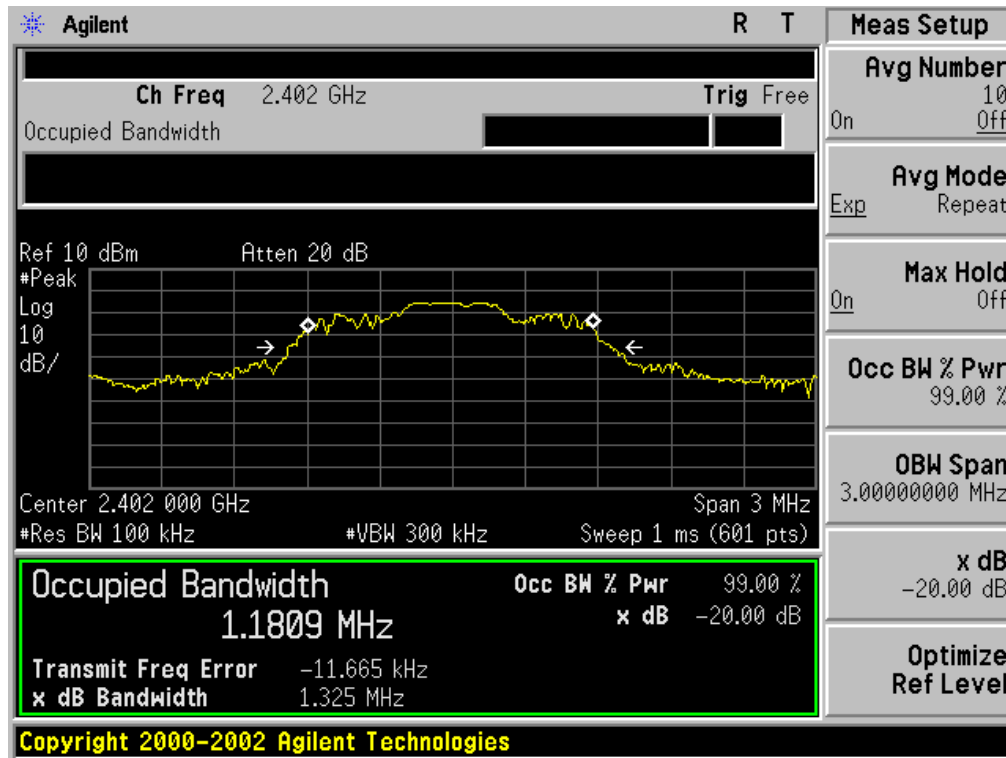 Agilent R T
Ch Freq 2.402 GHz Trig Free
Occupied Bandwidth
Ref 10 dBm Atten 20 dB
#Peak
Log
10
dB/
Center 2.402 000 GHz Span 3 MHz
#Res BW 100 kHz #VBW 300 kHz Sweep 1 ms (601 pts)
Occupied Bandwidth Occ BW % Pwr 99.00 %
1.1809 MHz x dB -20.00 dB
Transmit Freq Error -11.665 kHz
x dB Bandwidth 1.325 MHz
Copyright 2000-2002 Agilent Technologies
Meas Setup
Avg Number
10
On Off
Avg Mode
Exp Repeat
Max Hold
On Off
Occ BW % Pwr
99.00 %
OBW Span
3.00000000 MHz
x dB
-20.00 dB
Optimize
Ref Level